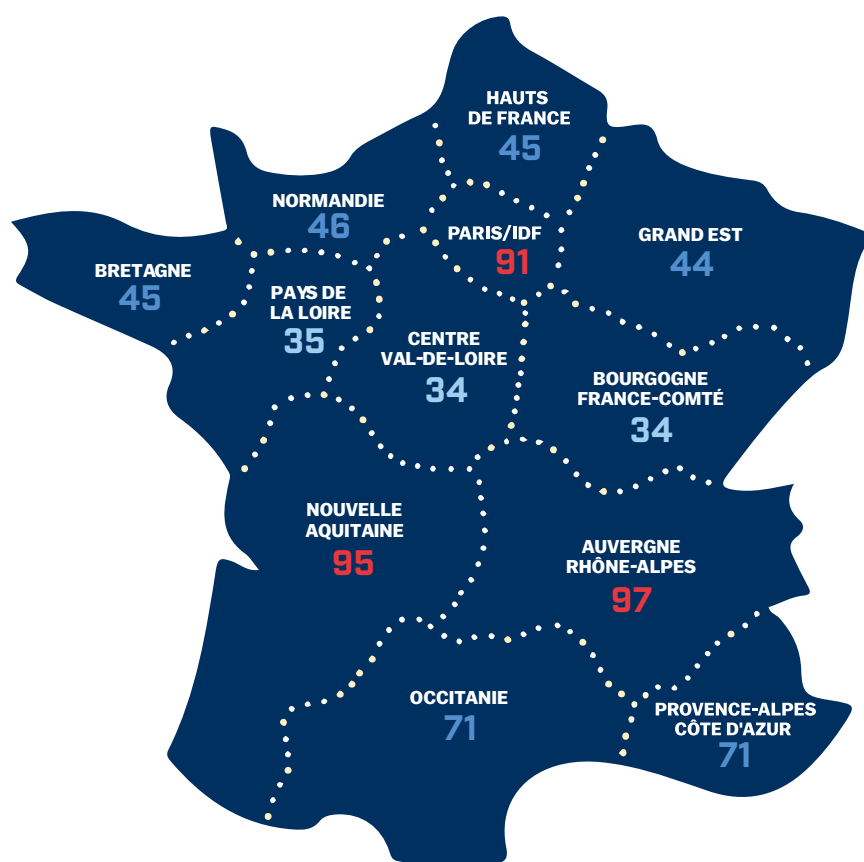 HAUTS
DE FRANCE
45
NORMANDIE
46
PARIS/IDF
91
GRAND EST
44
BRETAGNE
45
PAYS DE
LA LOIRE
35
CENTRE
VAL-DE-LOIRE
34
BOURGOGNE
FRANCE-COMTÉ
34
NOUVELLE
AQUITAINE
95
AUVERGNE
RHÔNE-ALPES
97
OCCITANIE
71
PROVENCE-ALPES
CÔTE D'AZUR
71